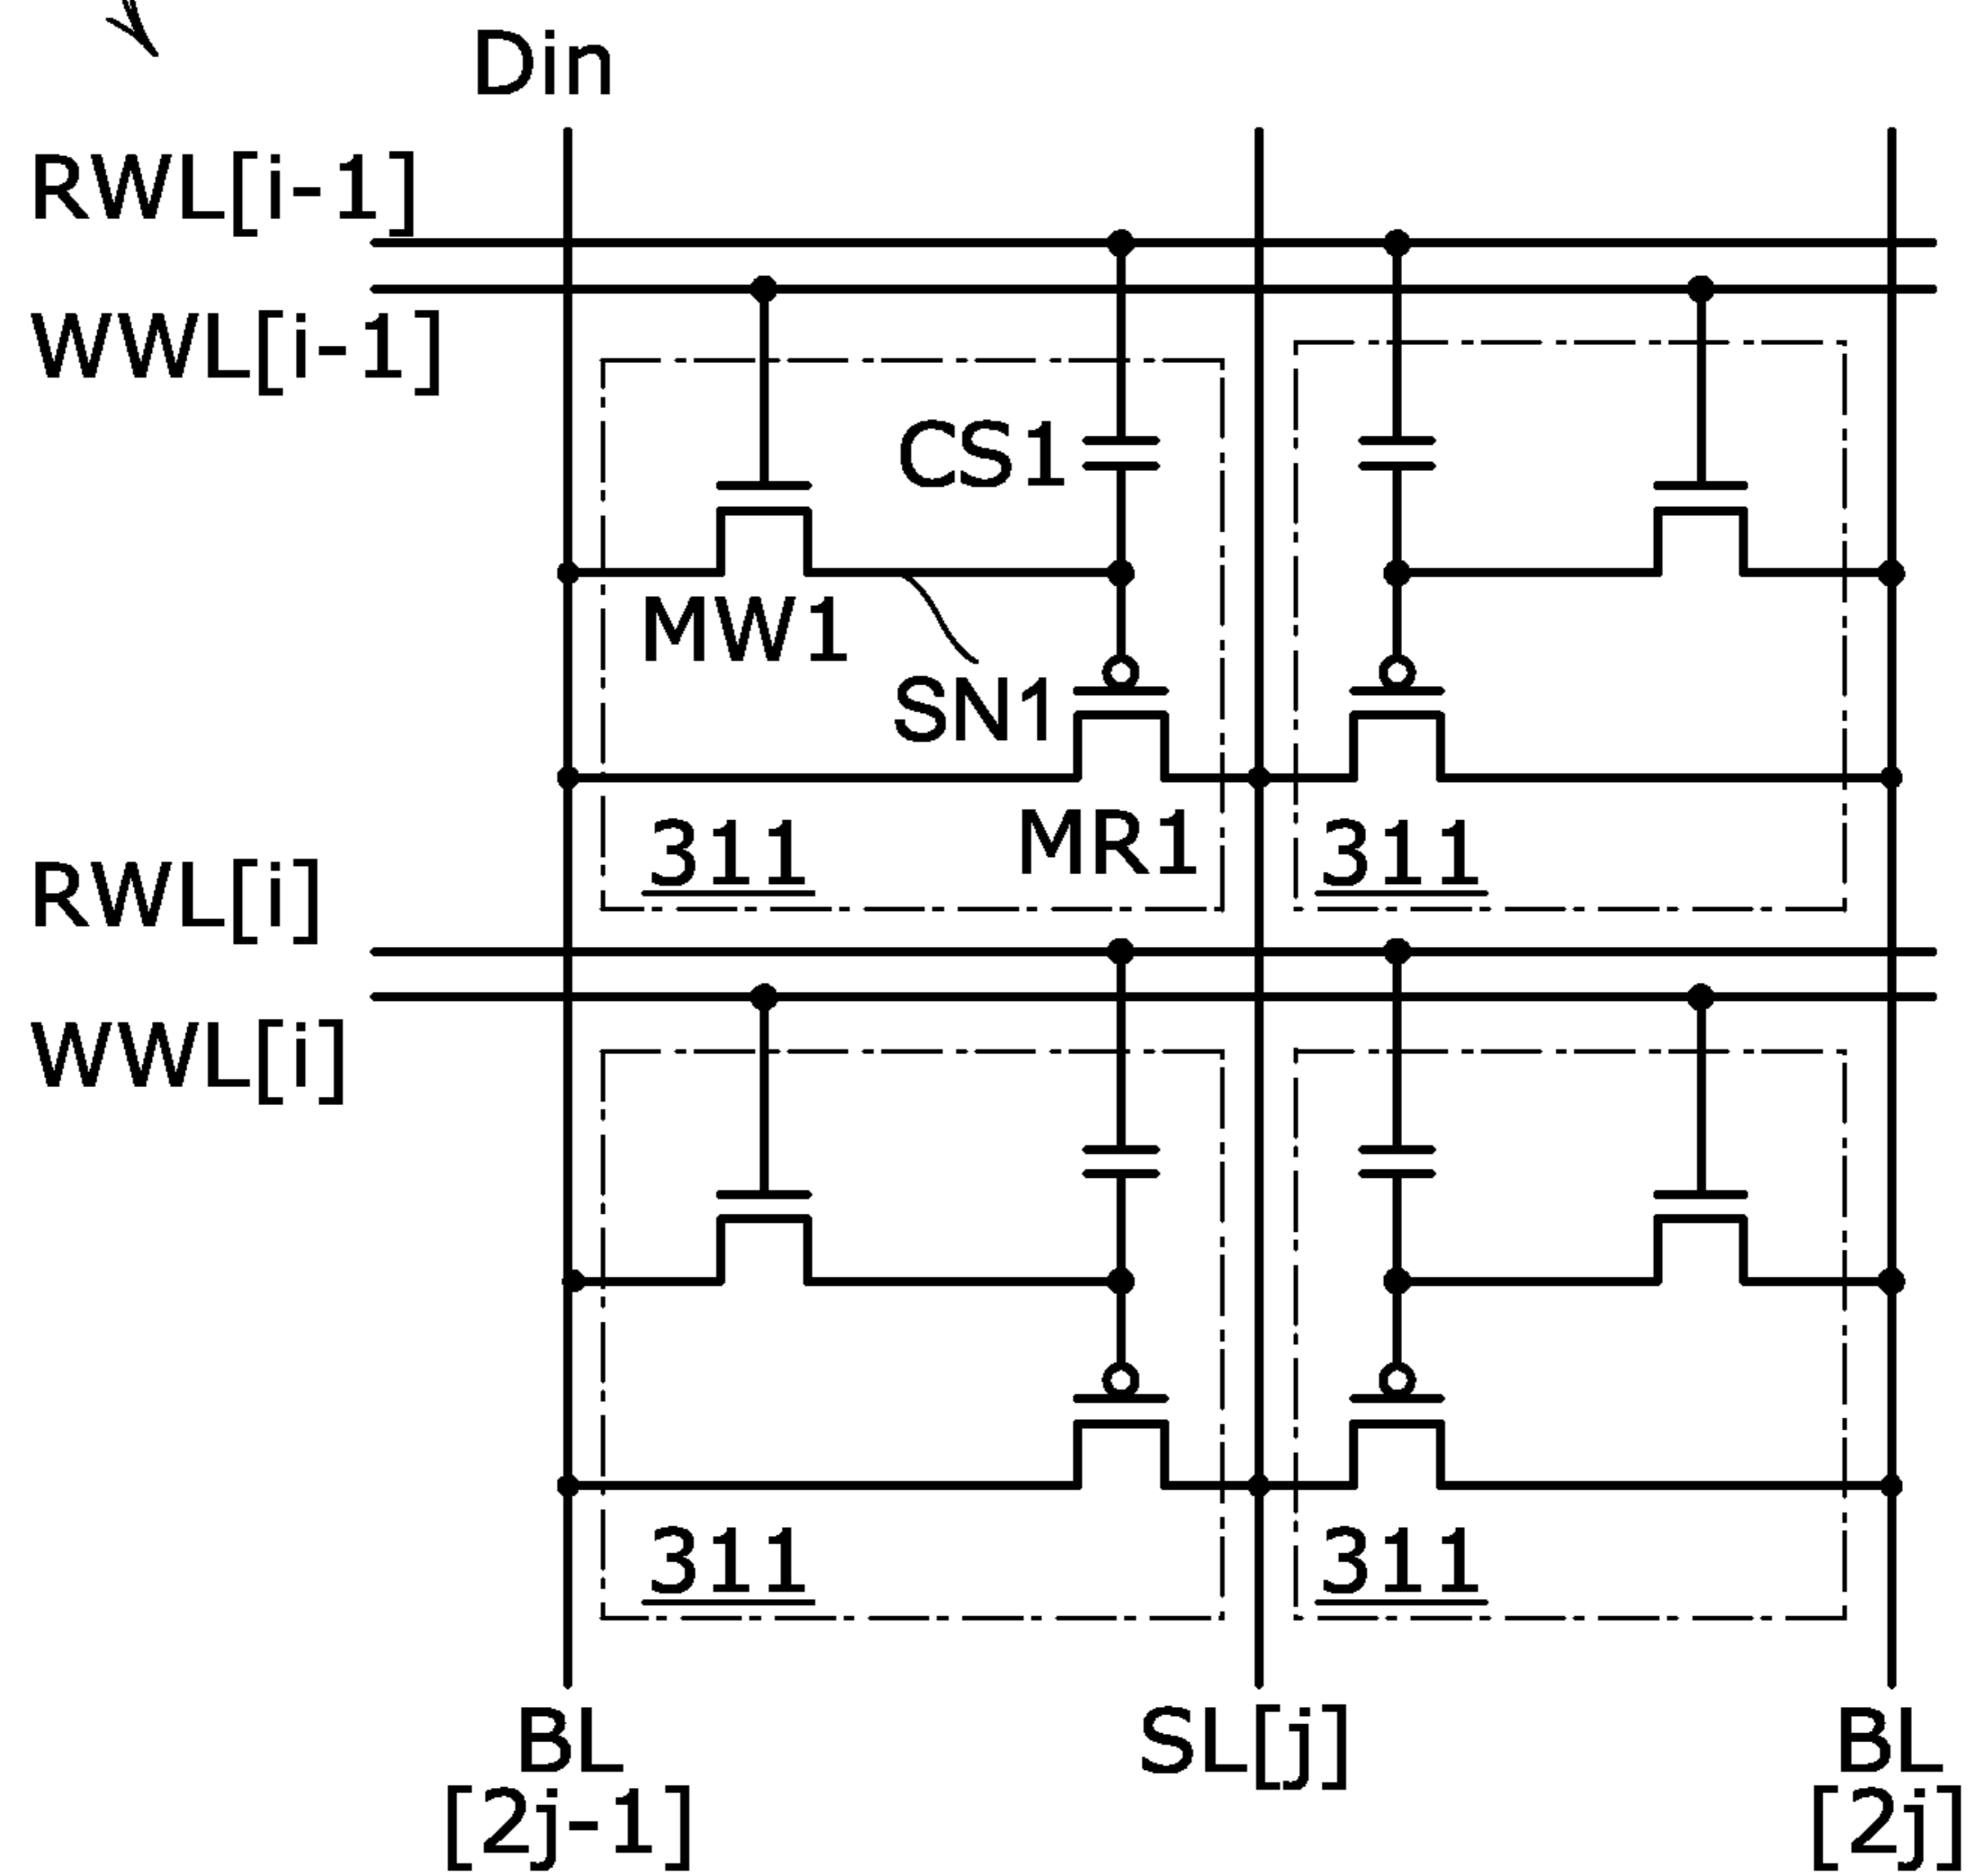 Din
RWL[i-1]
WWL[i-1]
CS1
MW1
SN1
311 MR1 311
RWL[i]
WWL[i]
311 311
BL SL[j] BL
[2j-1] [2j]